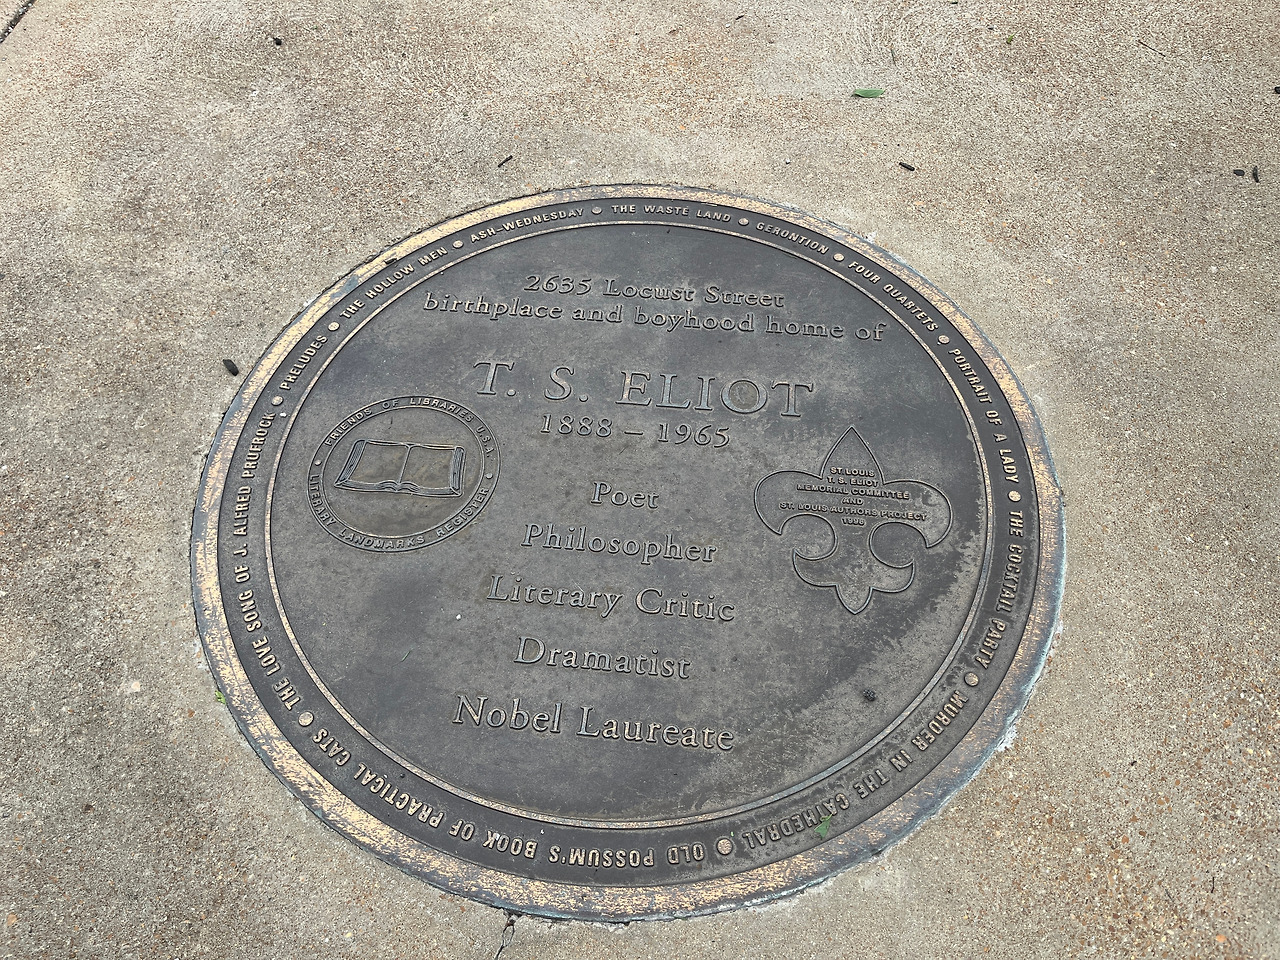 THE LOVE SONG OF J. ALFRED PRUFROCK • PRELUDES • THE HOLLOW MEN • ASH-WEDNESDAY • THE WASTE LAND • GERONTION • FOUR QUARTETS • PORTRAIT OF A LADY • THE COCKTAIL PARTY • MURDER IN THE CATHEDRAL • OLD POSSUM'S BOOK OF PRACTICAL CATS •
2635 Locust Street
birthplace and boyhood home of
T. S. ELIOT
1888 – 1965
FRIENDS OF LIBRARIES U.S.A.
• LITERARY LANDMARKS REGISTER •
ST. LOUIS
T. S. ELIOT
MEMORIAL COMMITTEE
AND
ST. LOUIS AUTHORS PROJECT
1998
Poet
Philosopher
Literary Critic
Dramatist
Nobel Laureate